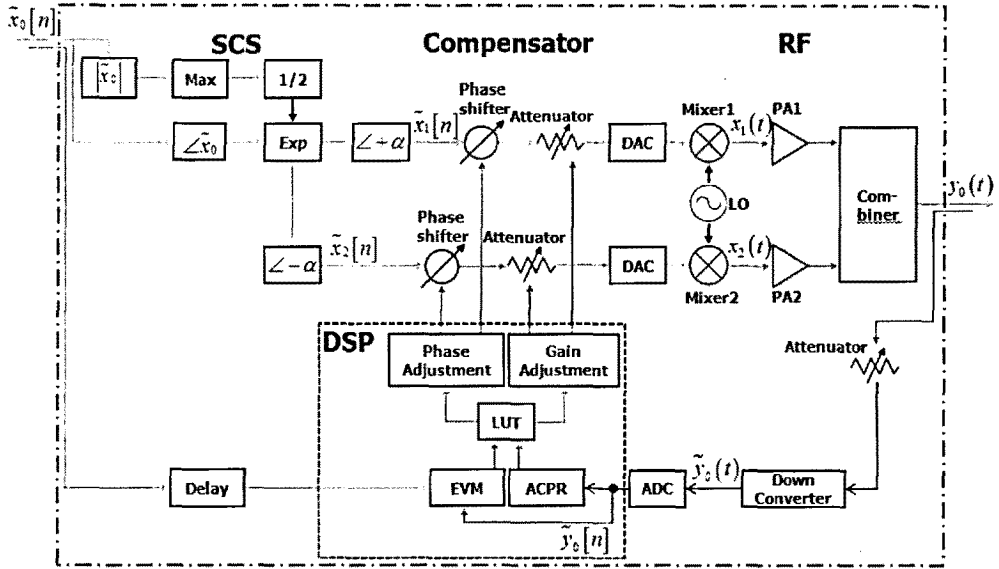 x̃₀[n]
SCS
Compensator
RF
|x̃₀|
Max
1/2
Phase
shifter
Attenuator
Mixer1
PA1
∠x̃₀
Exp
∠+α
x̃₁[n]
DAC
x₁(t)
Com-
biner
y₀(t)
LO
∠−α
x̃₂[n]
Phase
shifter
Attenuator
DAC
x₂(t)
Mixer2
PA2
DSP
Phase
Adjustment
Gain
Adjustment
Attenuator
LUT
Delay
EVM
ACPR
ADC
ỹ₀(t)
Down
Converter
ỹ₀[n]